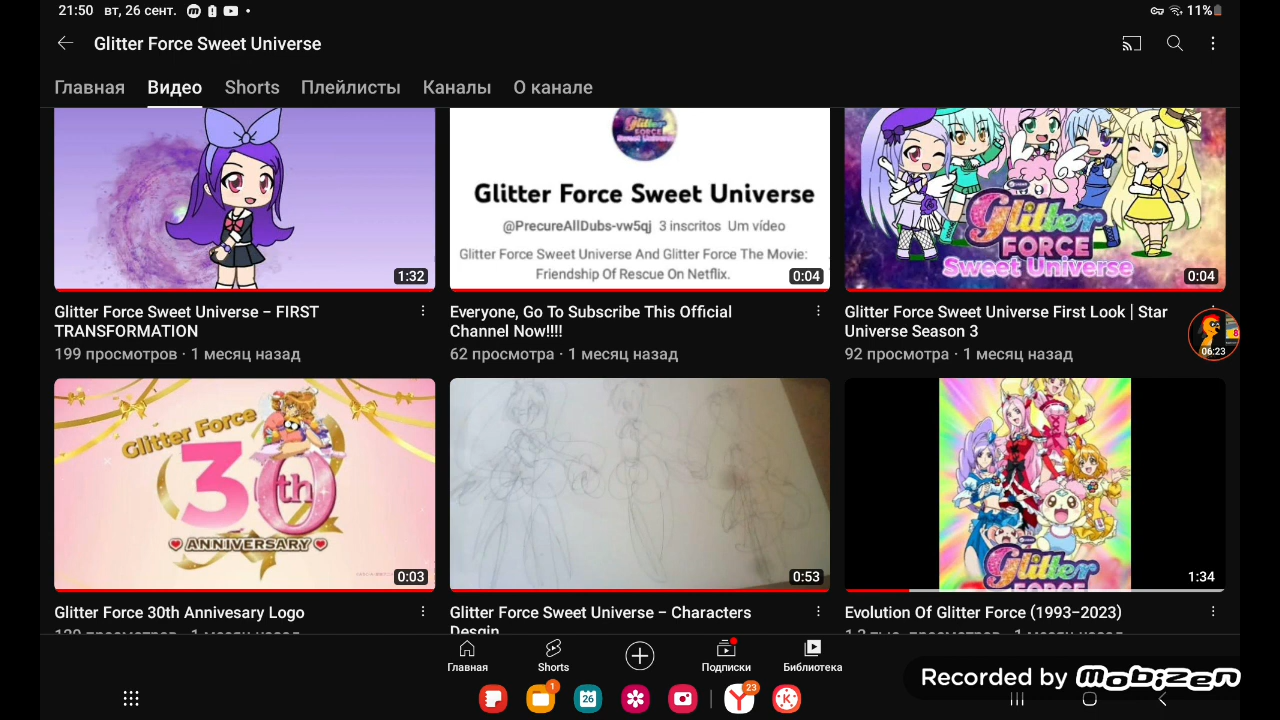 21:50 вт, 26 сент.
11%
Glitter Force Sweet Universe
Главная Видео Shorts Плейлисты Каналы О канале
1:32
Glitter FORCE Sweet Universe
Glitter Force Sweet Universe
@PrecureAllDubs-vw5qj 3 inscritos Um vídeo
Glitter Force Sweet Universe And Glitter Force The Movie:
Friendship Of Rescue On Netflix.
0:04
Glitter
FORCE
Sweet Universe
0:04
Glitter Force Sweet Universe – FIRST
TRANSFORMATION
199 просмотров · 1 месяц назад
Everyone, Go To Subscribe This Official
Channel Now!!!!
62 просмотра · 1 месяц назад
Glitter Force Sweet Universe First Look | Star
Universe Season 3
92 просмотра · 1 месяц назад
8
06:23
Glitter Force
30th
ANNIVERSARY
0:03
0:53
Glitter
FORCE
1:34
Glitter Force 30th Annivesary Logo
Glitter Force Sweet Universe – Characters
Desgin
Evolution Of Glitter Force (1993–2023)
Главная
Shorts
Подписки
Библиотека
Recorded by MOBIZEN
1
26
23
K